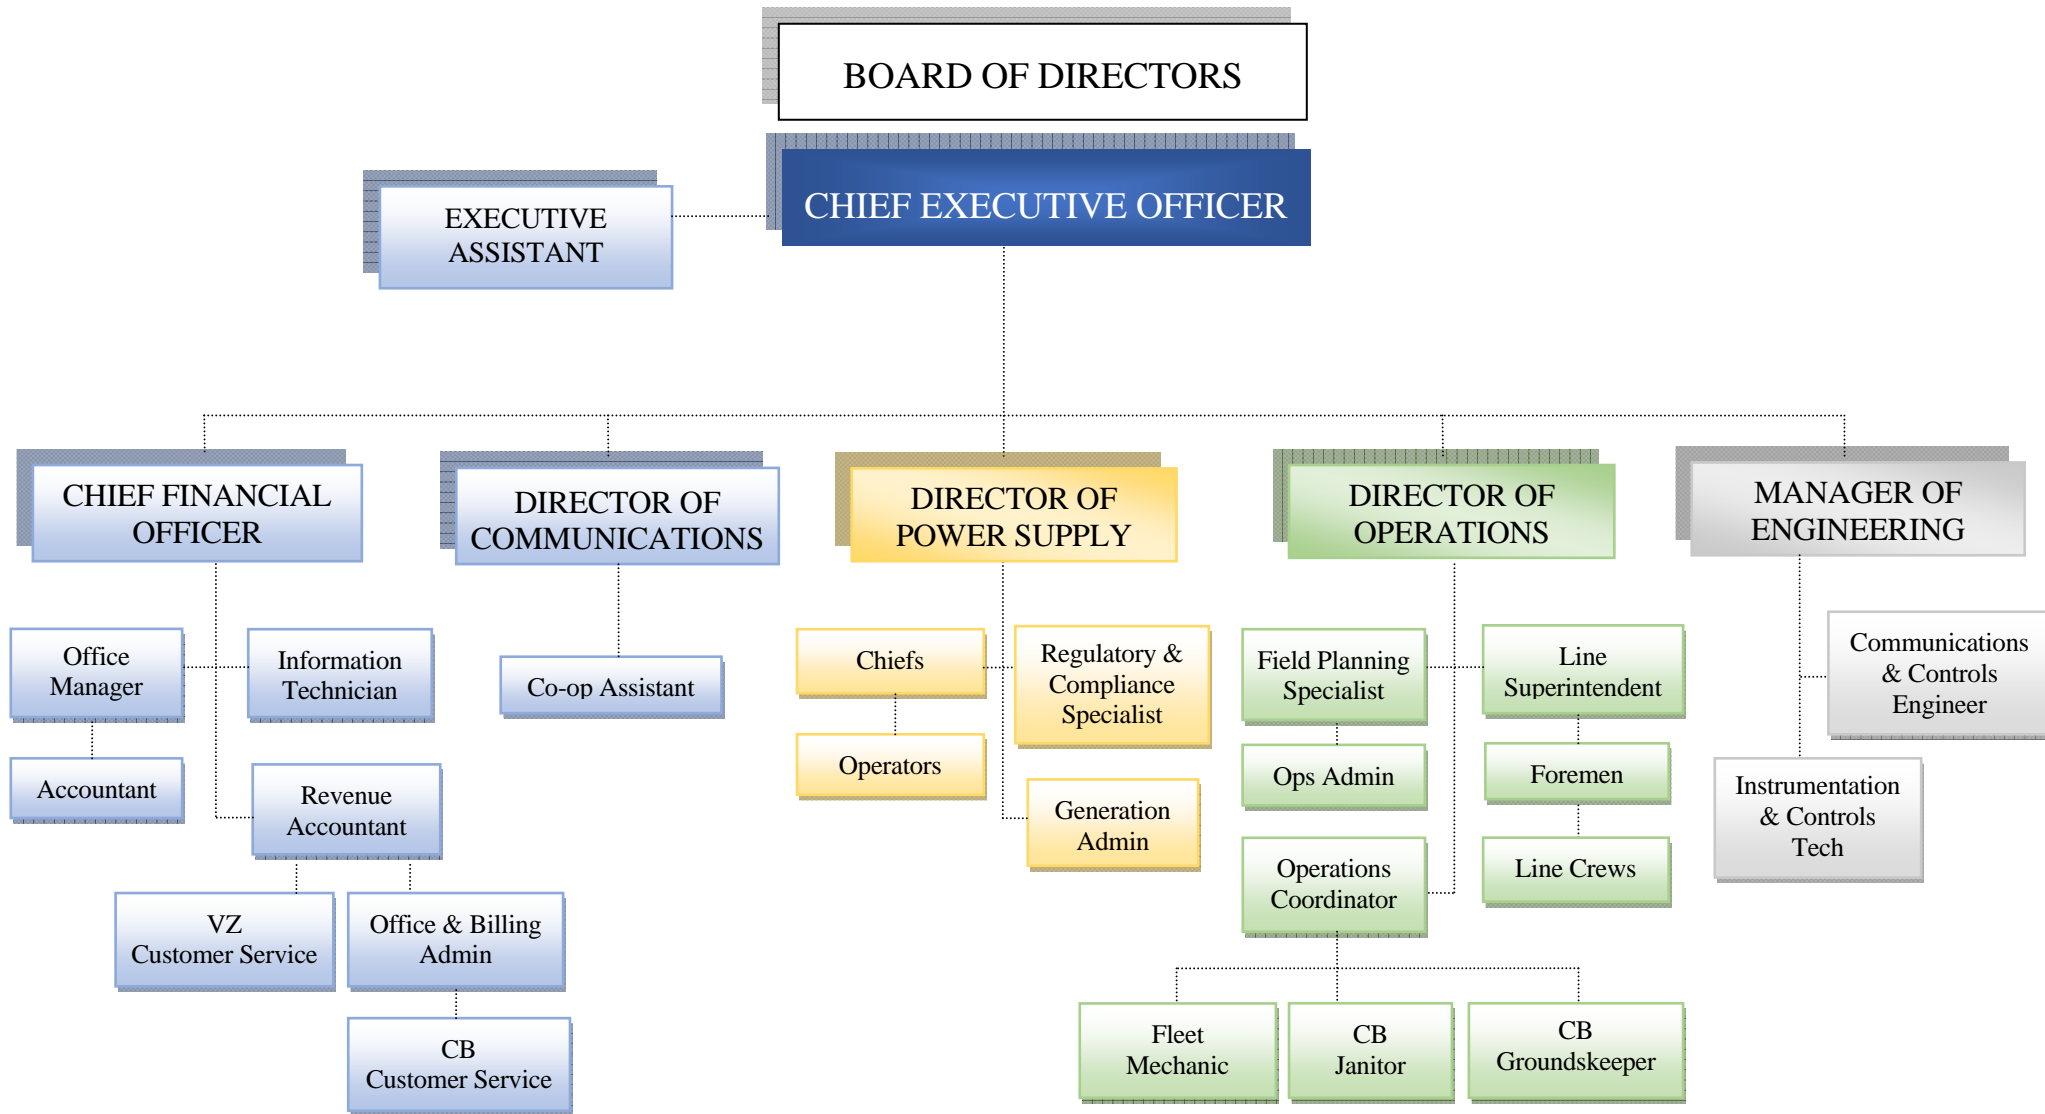 BOARD OF DIRECTORS
CHIEF EXECUTIVE OFFICER
EXECUTIVE
ASSISTANT
CHIEF FINANCIAL
OFFICER
DIRECTOR OF
COMMUNICATIONS
DIRECTOR OF
POWER SUPPLY
DIRECTOR OF
OPERATIONS
MANAGER OF
ENGINEERING
Office
Manager
Information
Technician
Accountant
Revenue
Accountant
VZ
Customer Service
Office & Billing
Admin
CB
Customer Service
Co-op Assistant
Chiefs
Regulatory &
Compliance
Specialist
Operators
Generation
Admin
Field Planning
Specialist
Line
Superintendent
Ops Admin
Foremen
Operations
Coordinator
Line Crews
Fleet
Mechanic
CB
Janitor
CB
Groundskeeper
Communications
& Controls
Engineer
Instrumentation
& Controls
Tech